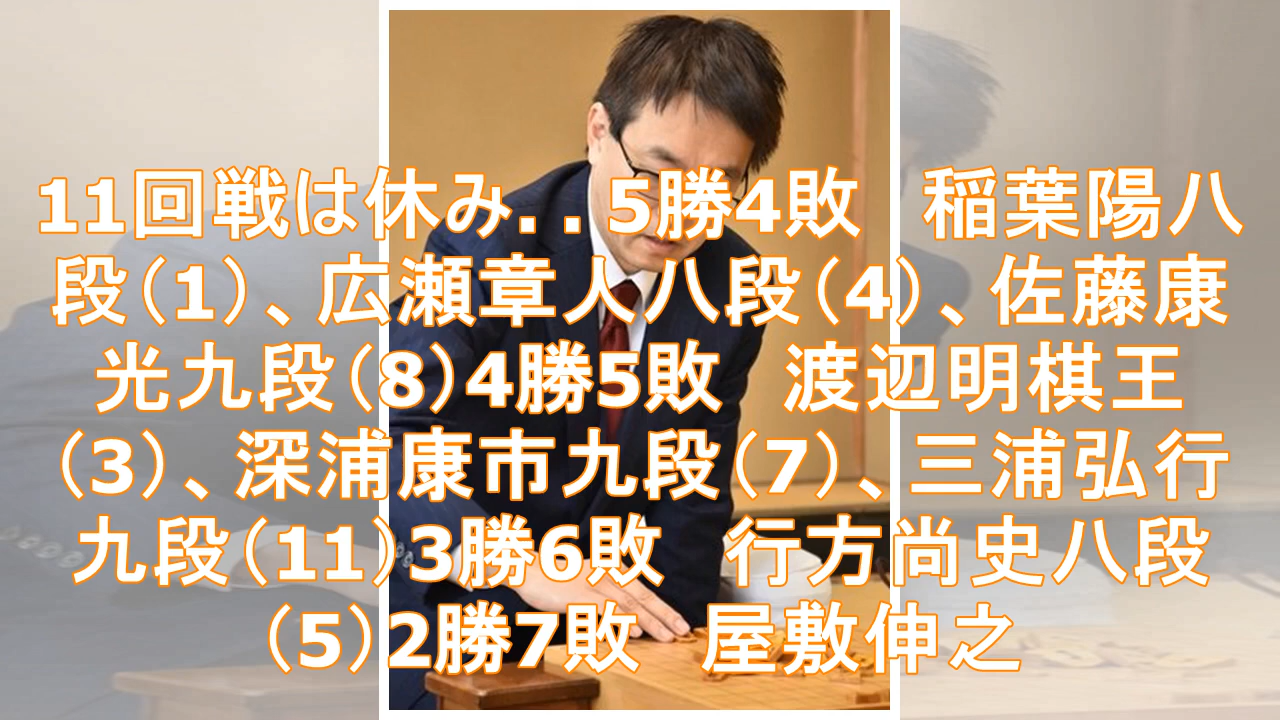 11回戦は休み．．5勝4敗　稲葉陽八
段（1）、広瀬章人八段（4）、佐藤康
光九段（8）4勝5敗　渡辺明棋王
（3）、深浦康市九段（7）、三浦弘行
九段（11）3勝6敗　行方尚史八段
（5）2勝7敗　屋敷伸之